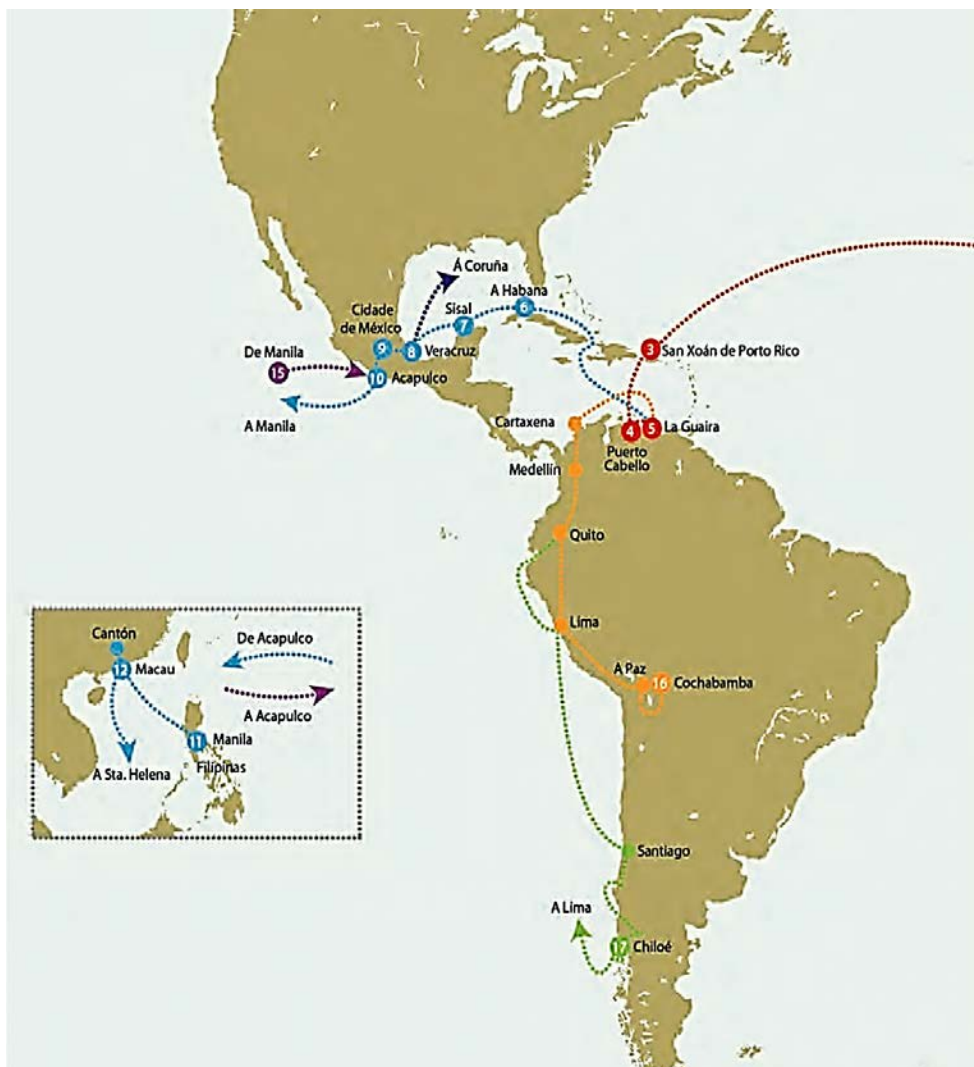 Á Coruña
A Habana
6
Sisal
7
Cidade
de México
9
8
Veracruz
De Manila
15
10
Acapulco
A Manila
3
San Xoán de Porto Rico
Cartaxena
4
5
La Guaira
Puerto
Cabello
Medellín
Quito
Lima
A Paz
16
Cochabamba
Cantón
12
Macau
De Acapulco
A Acapulco
11
Manila
Filipinas
A Sta. Helena
Santiago
A Lima
17
Chiloé